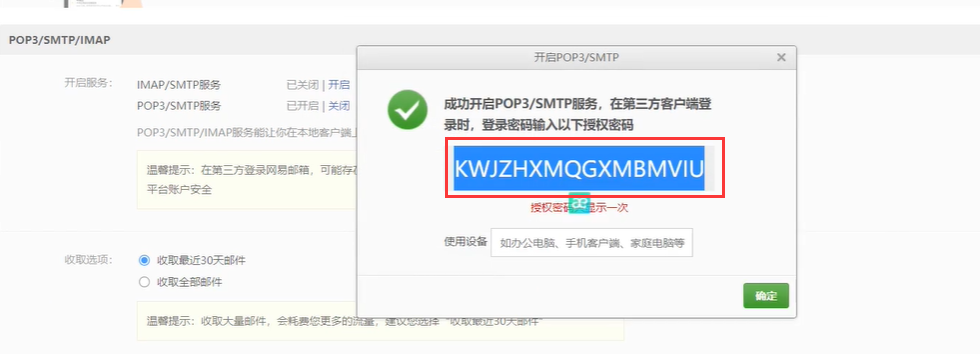 POP3/SMTP/IMAP
开启服务：
IMAP/SMTP服务
已关闭 | 开启
POP3/SMTP服务
已开启 | 关闭
POP3/SMTP/IMAP服务能让你在本地客户端上
温馨提示：在第三方登录网易邮箱，可能存在
平台账户安全
收取选项：
收取最近30天邮件
收取全部邮件
温馨提示：收取大量邮件，会耗费您更多的流量，建议您选择"收取最近30天邮件"
开启POP3/SMTP
成功开启POP3/SMTP服务，在第三方客户端登
录时，登录密码输入以下授权密码
KWJZHXMQGXMBMVIU
授权密码 显示一次
使用设备
如办公电脑、手机客户端、家庭电脑等
确定